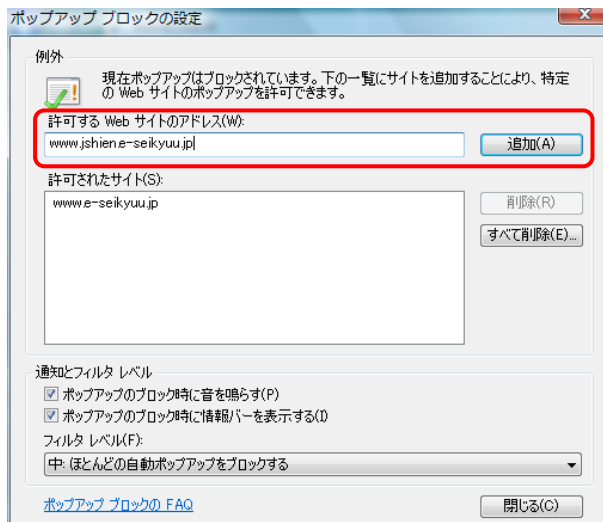 ポップアップ ブロックの設定
例外
現在ポップアップはブロックされています。下の一覧にサイトを追加することにより、特定
の Web サイトのポップアップを許可できます。
許可する Web サイトのアドレス(W):
www.jshien.e-seikyuu.jp
追加(A)
許可されたサイト(S):
www.e-seikyuu.jp
削除(R)
すべて削除(E)...
通知とフィルタ レベル
ポップアップのブロック時に音を鳴らす(P)
ポップアップのブロック時に情報バーを表示する(I)
フィルタ レベル(F):
中: ほとんどの自動ポップアップをブロックする
ポップアップ ブロックの FAQ
閉じる(C)